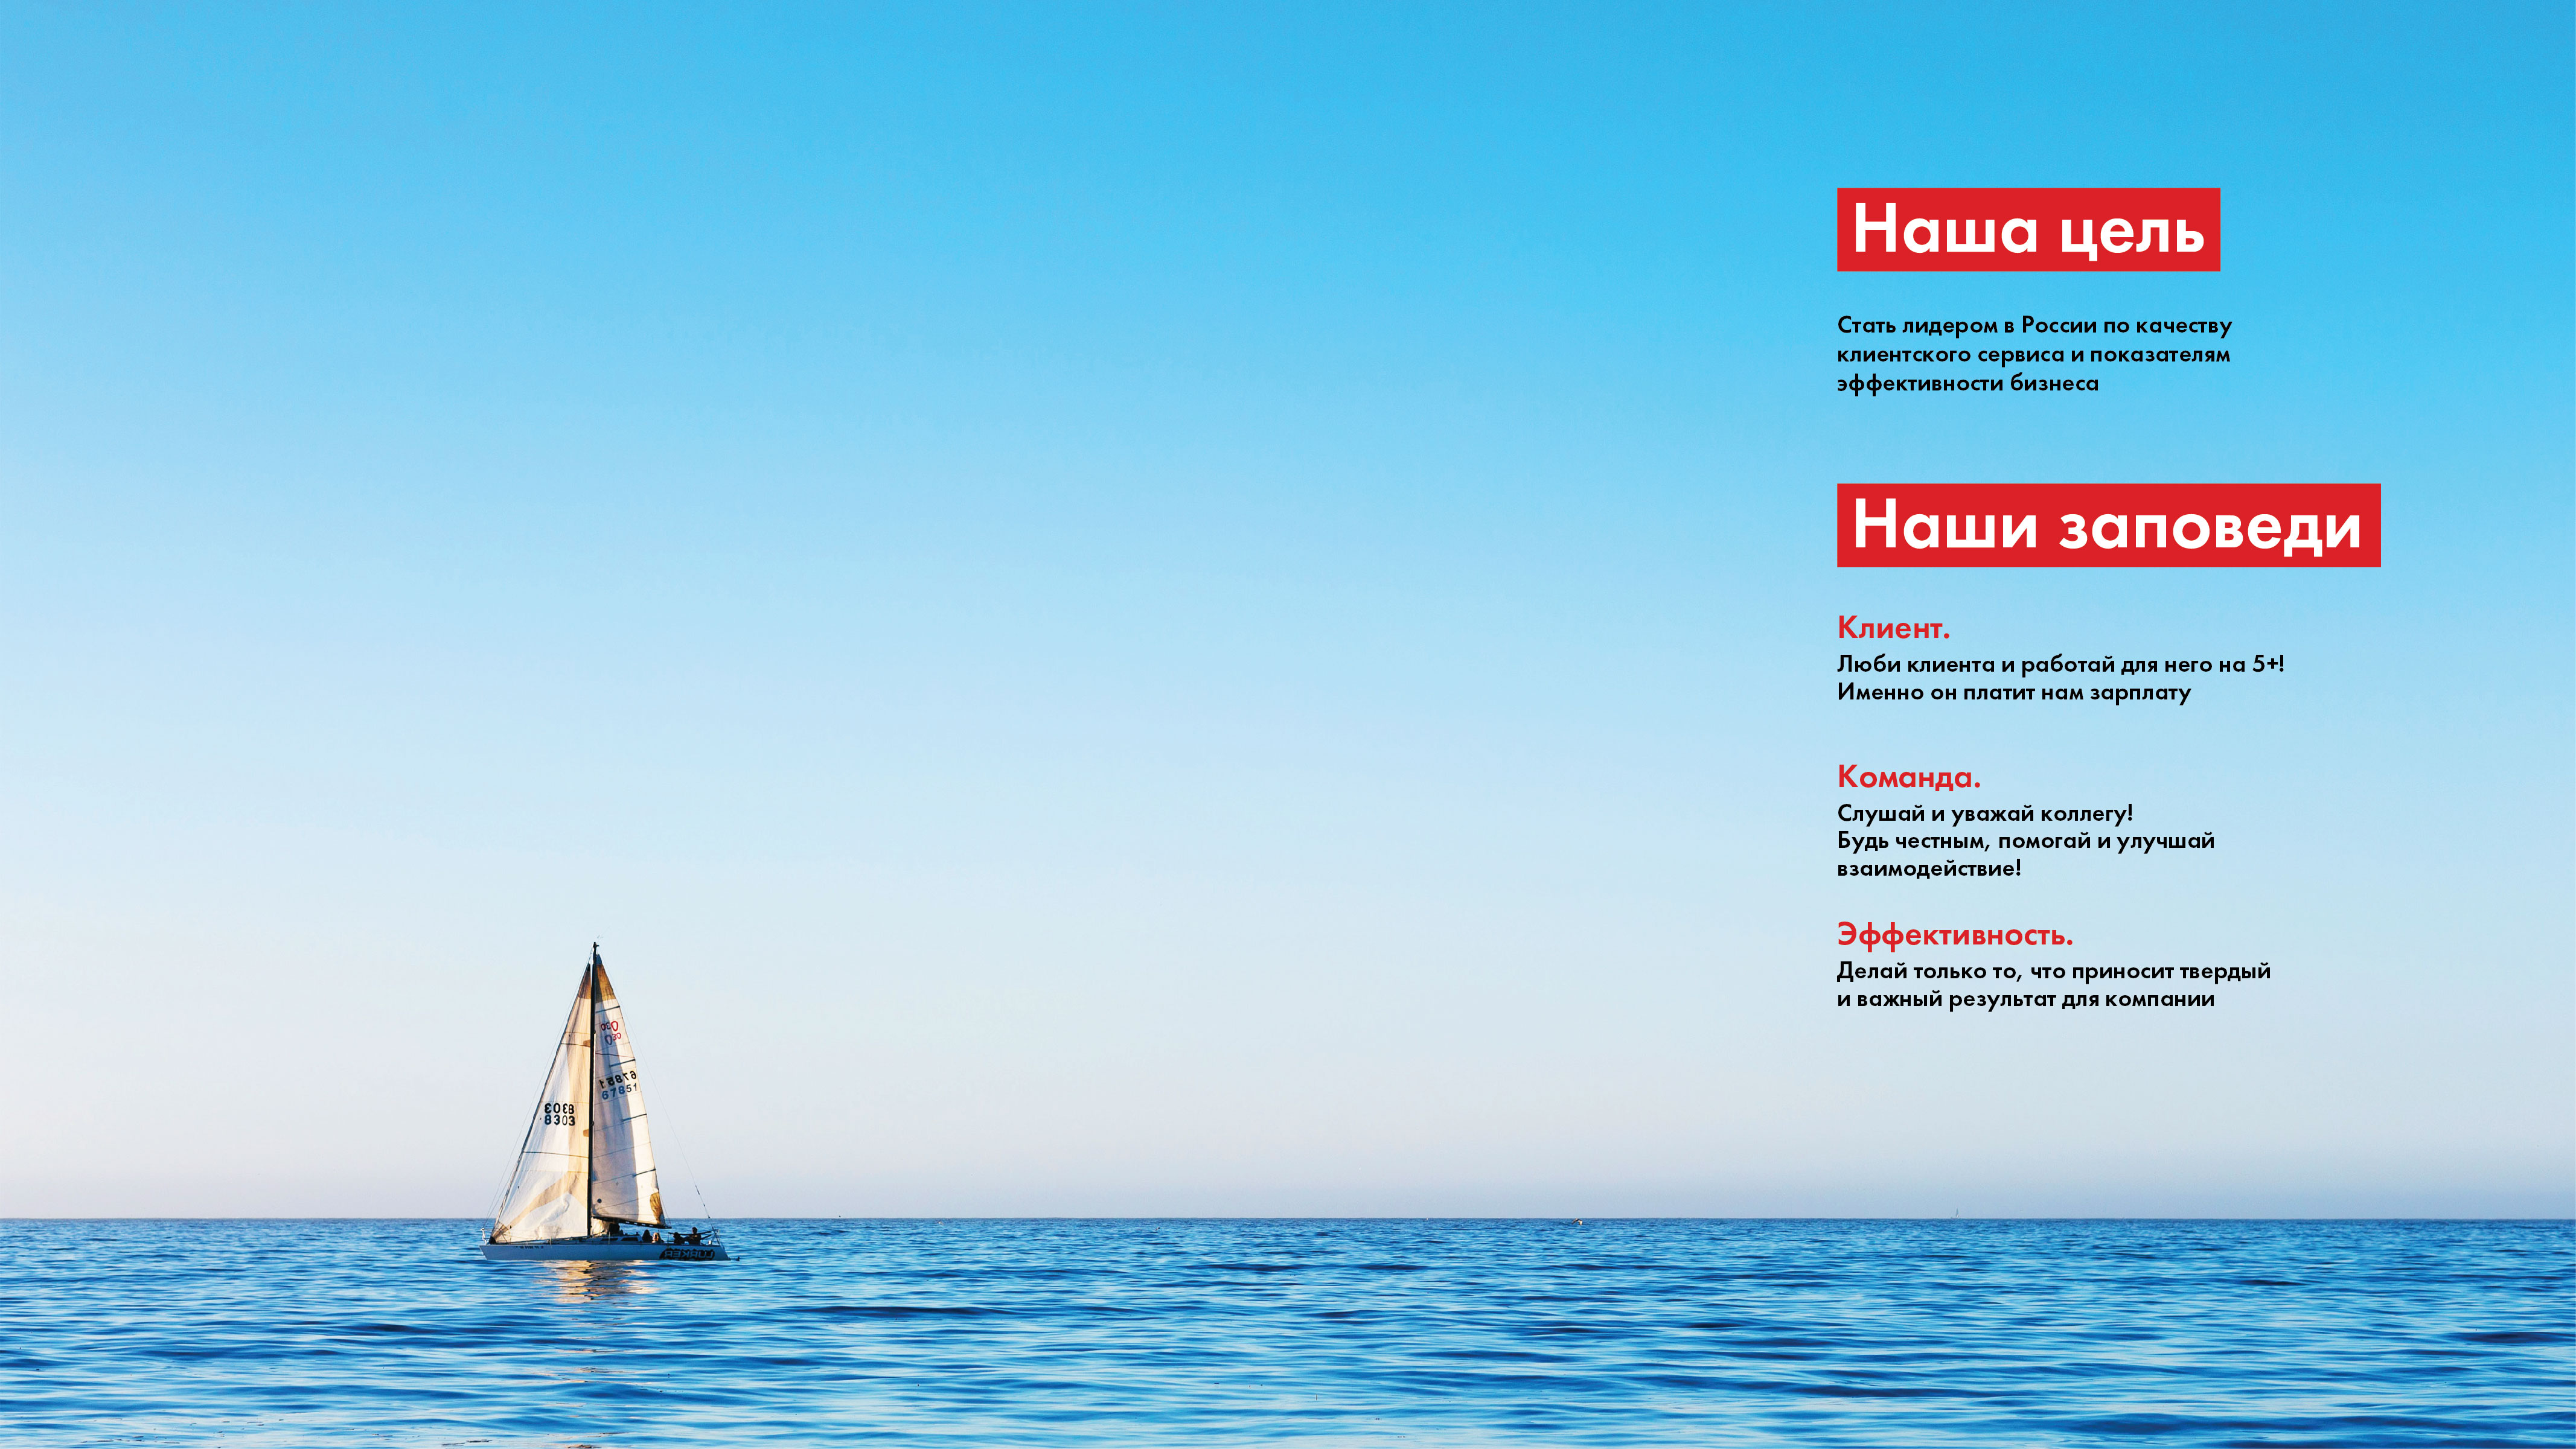 Наша цель
Стать лидером в России по качеству
клиентского сервиса и показателям
эффективности бизнеса
Наши заповеди
Клиент.
Люби клиента и работай для него на 5+!
Именно он платит нам зарплату
Команда.
Слушай и уважай коллегу!
Будь честным, помогай и улучшай
взаимодействие!
Эффективность.
Делай только то, что приносит твердый
и важный результат для компании
67851
8303